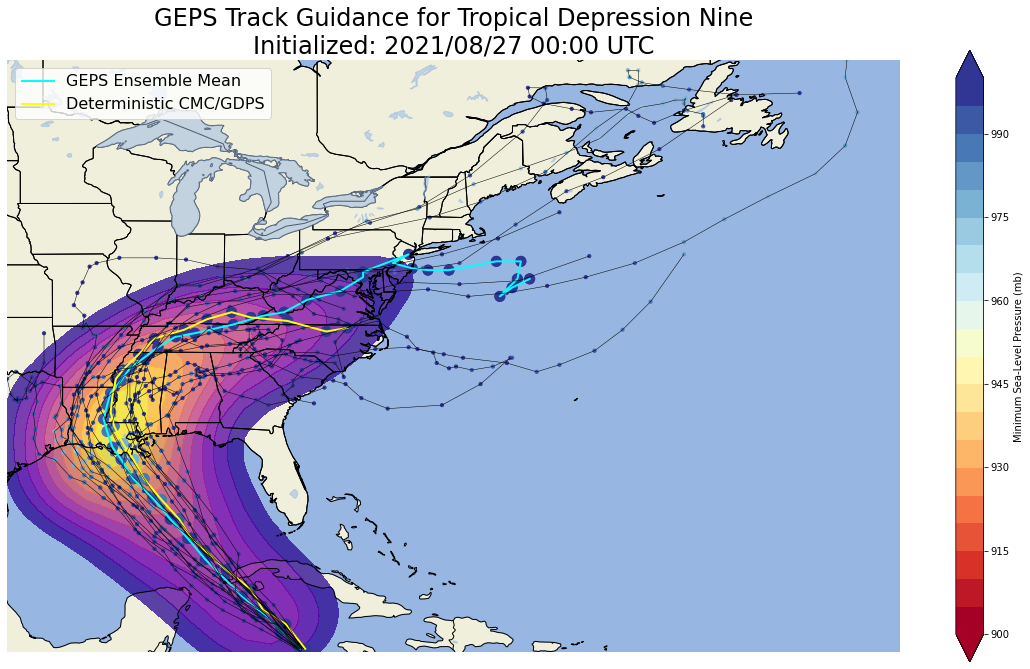 GEPS Track Guidance for Tropical Depression Nine
Initialized: 2021/08/27 00:00 UTC
GEPS Ensemble Mean
Deterministic CMC/GDPS
990
975
960
945
930
915
900
Minimum Sea-Level Pressure (mb)